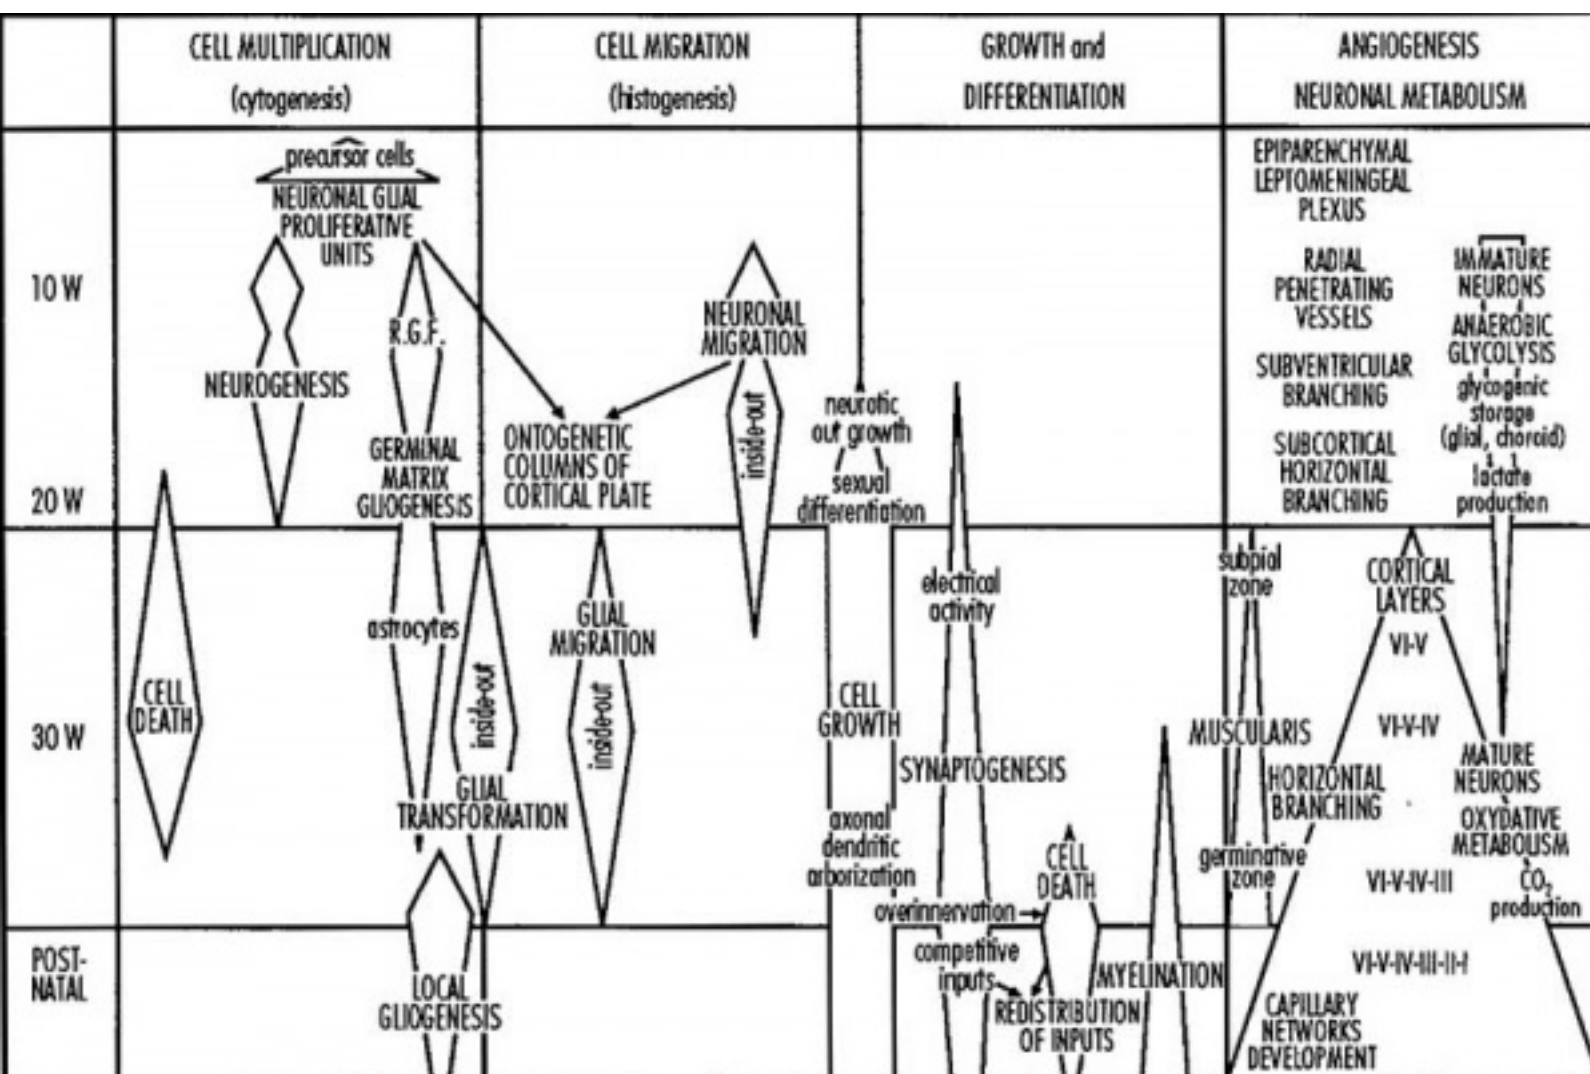 CELL MULTIPLICATION
(cytogenesis)
CELL MIGRATION
(histogenesis)
GROWTH and
DIFFERENTIATION
ANGIOGENESIS
NEURONAL METABOLISM
10 W
20 W
30 W
POST-
NATAL
precursor cells
NEURONAL GLIAL
PROLIFERATIVE
UNITS
R.G.F.
NEUROGENESIS
GERMINAL
MATRIX
GLIOGENESIS
astrocytes
CELL
DEATH
inside-out
GLIAL
TRANSFORMATION
LOCAL
GLIOGENESIS
NEURONAL
MIGRATION
inside-out
ONTOGENETIC
COLUMNS OF
CORTICAL PLATE
GLIAL
MIGRATION
inside-out
neurotic
out growth
sexual
differentiation
CELL
GROWTH
axonal
dendritic
arborization
electrical
activity
SYNAPTOGENESIS
overinnervation
CELL
DEATH
competitive
inputs
REDISTRIBUTION
OF INPUTS
MYELINATION
EPIPARENCHYMAL
LEPTOMENINGEAL
PLEXUS
RADIAL
PENETRATING
VESSELS
SUBVENTRICULAR
BRANCHING
SUBCORTICAL
HORIZONTAL
BRANCHING
IMMATURE
NEURONS
ANAEROBIC
GLYCOLYSIS
glycogenic
storage
(glial, choroid)
lactate
production
subpial
zone
MUSCULARIS
germinative
zone
CORTICAL
LAYERS
VI-V
VI-V-IV
HORIZONTAL
BRANCHING
VI-V-IV-III
VI-V-IV-III-II-I
CAPILLARY
NETWORKS
DEVELOPMENT
MATURE
NEURONS
OXYDATIVE
METABOLISM
CO₂
production